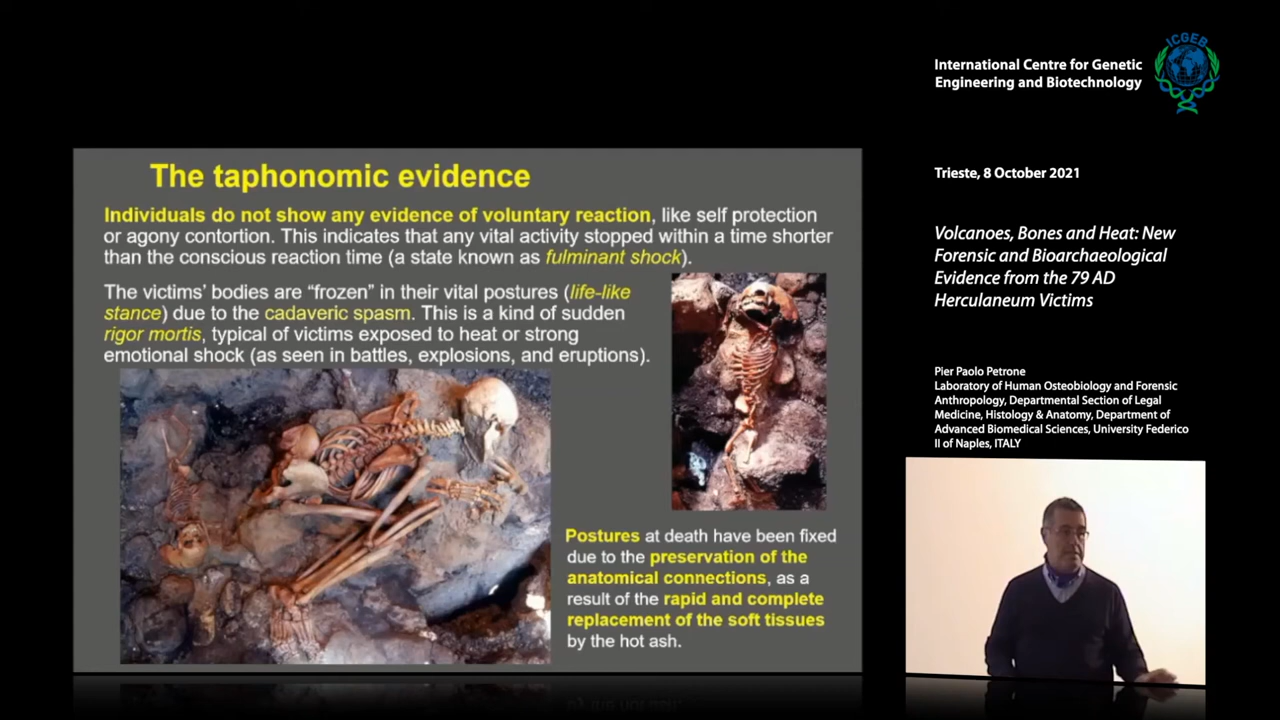 ICGEB
International Centre for Genetic
Engineering and Biotechnology
Trieste, 8 October 2021
Volcanoes, Bones and Heat: New
Forensic and Bioarchaeological
Evidence from the 79 AD
Herculaneum Victims
Pier Paolo Petrone
Laboratory of Human Osteobiology and Forensic
Anthropology, Departmental Section of Legal
Medicine, Histology & Anatomy, Department of
Advanced Biomedical Sciences, University Federico
II of Naples, ITALY
The taphonomic evidence
Individuals do not show any evidence of voluntary reaction, like self protection
or agony contortion. This indicates that any vital activity stopped within a time shorter
than the conscious reaction time (a state known as fulminant shock).
The victims' bodies are “frozen” in their vital postures (life-like
stance) due to the cadaveric spasm. This is a kind of sudden
rigor mortis, typical of victims exposed to heat or strong
emotional shock (as seen in battles, explosions, and eruptions).
Postures at death have been fixed
due to the preservation of the
anatomical connections, as a
result of the rapid and complete
replacement of the soft tissues
by the hot ash.